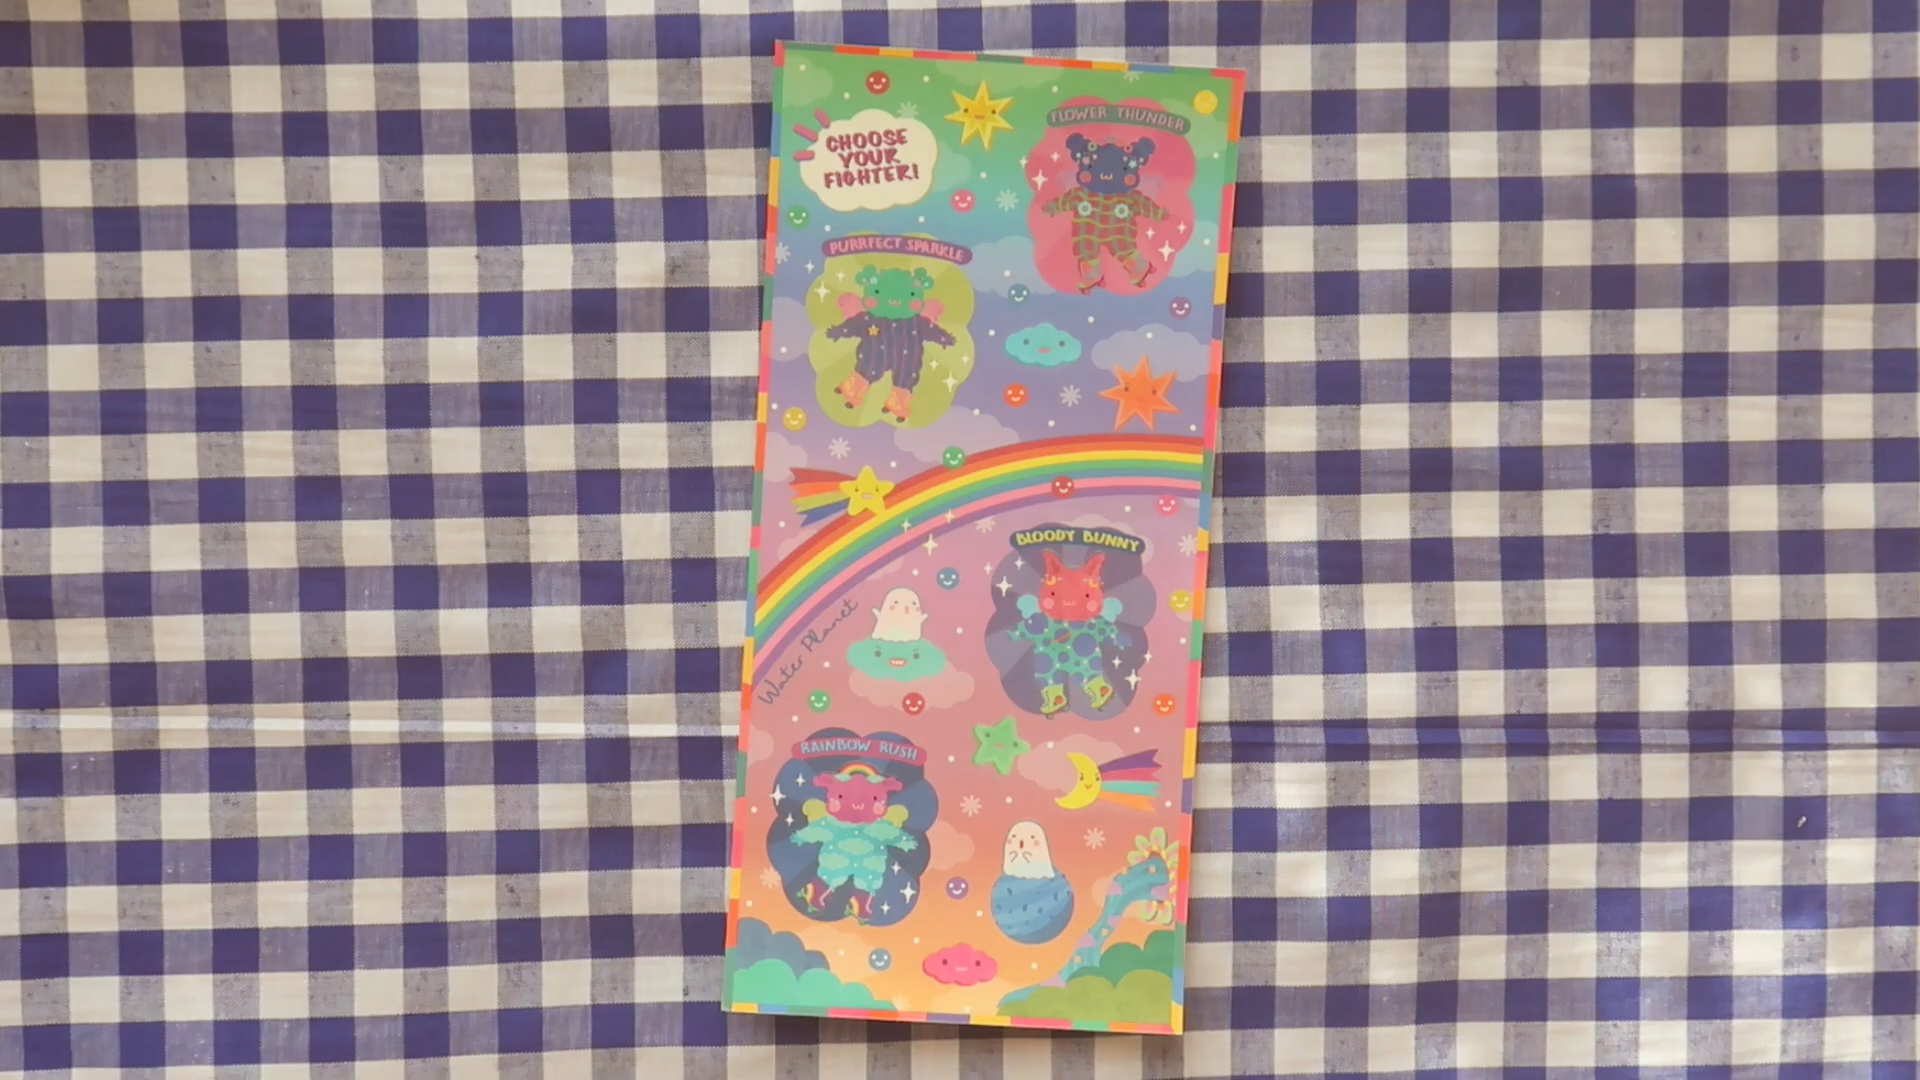 CHOOSE
YOUR
FIGHTER!
FLOWER THUNDER
PURRFECT SPARKLE
BLOODY BUNNY
Water Planet
RAINBOW RUSH